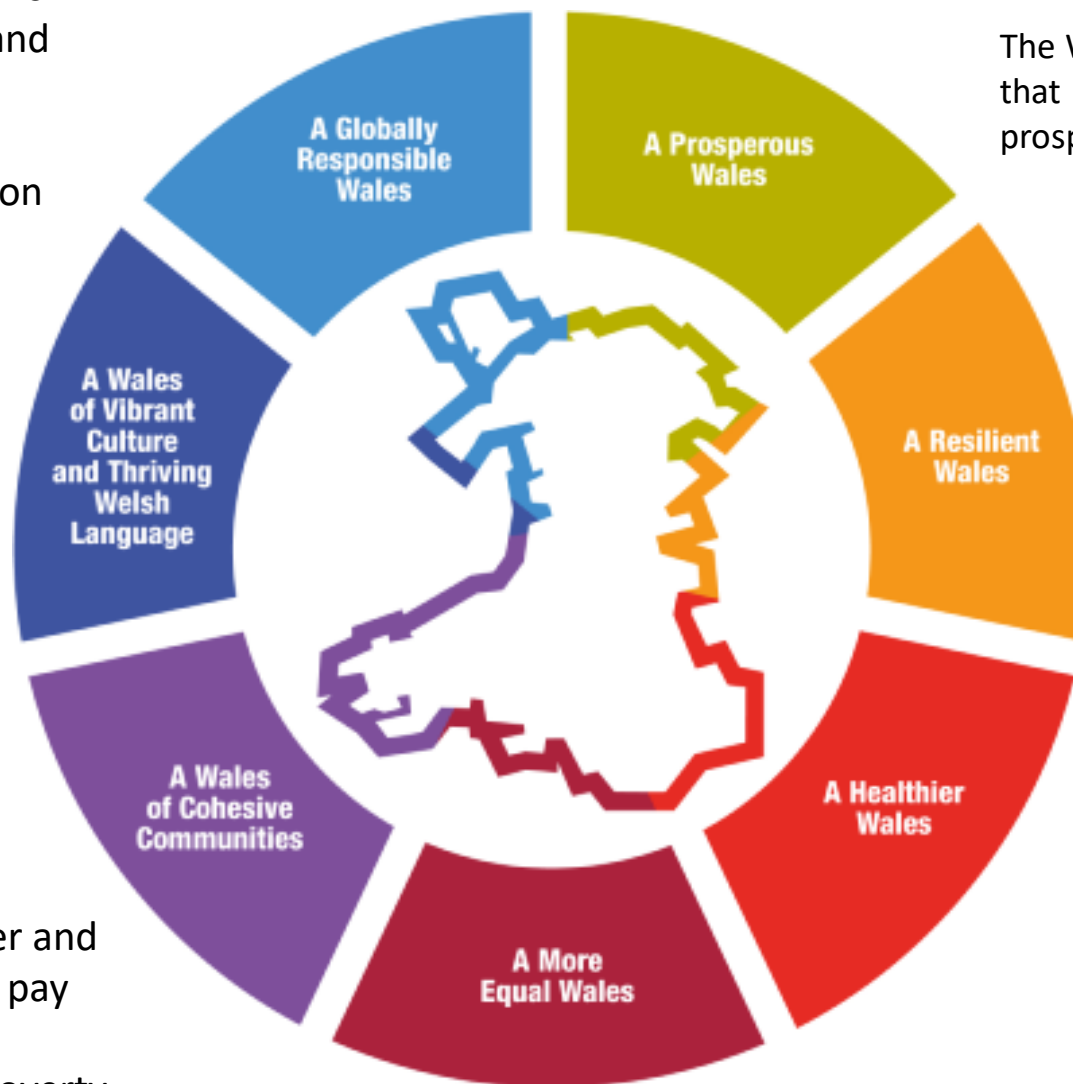 and
on
The
that
A Globally
Responsible
Wales
A Prosperous
Wales
A Resilient
Wales
A Healthier
Wales
A More
Equal Wales
A Wales
of Cohesive
Communities
A Wales
of Vibrant
Culture
and Thriving
Welsh
Language
er and
pay